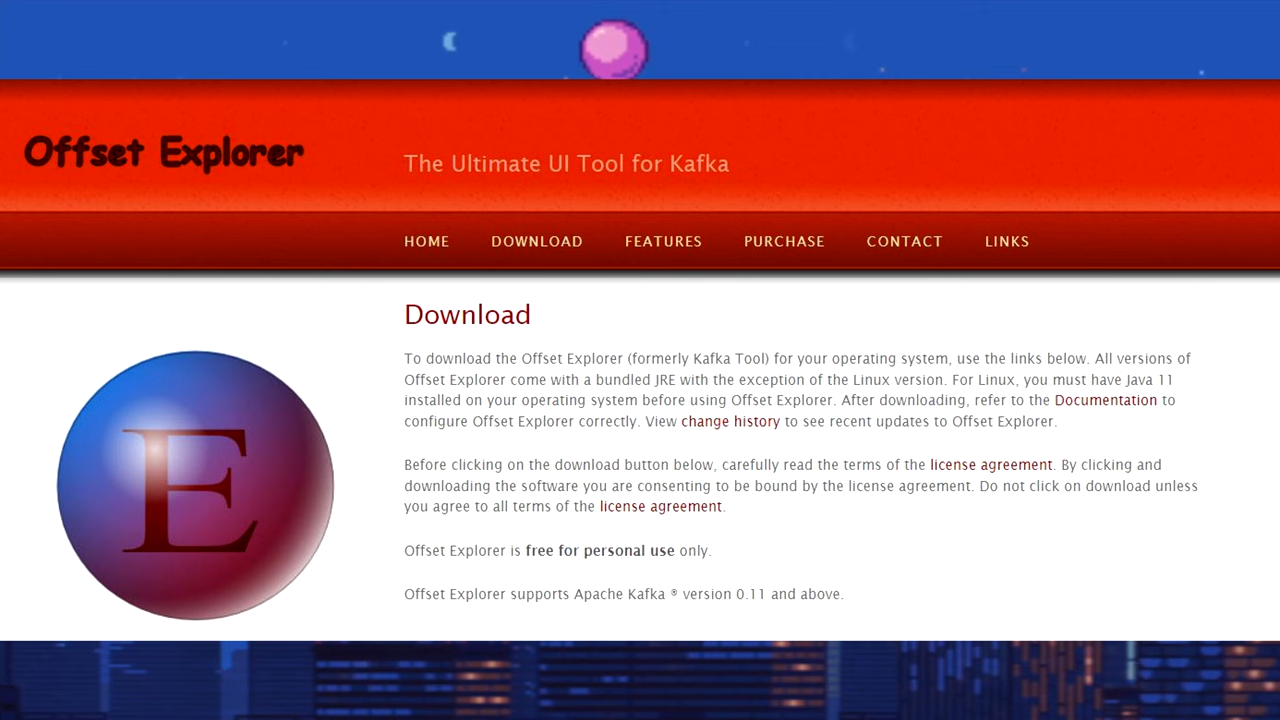 Offset Explorer
The Ultimate UI Tool for Kafka
HOME DOWNLOAD FEATURES PURCHASE CONTACT LINKS
Download
To download the Offset Explorer (formerly Kafka Tool) for your operating system, use the links below. All versions of
Offset Explorer come with a bundled JRE with the exception of the Linux version. For Linux, you must have Java 11
installed on your operating system before using Offset Explorer. After downloading, refer to the Documentation to
configure Offset Explorer correctly. View change history to see recent updates to Offset Explorer.
Before clicking on the download button below, carefully read the terms of the license agreement. By clicking and
downloading the software you are consenting to be bound by the license agreement. Do not click on download unless
you agree to all terms of the license agreement.
Offset Explorer is free for personal use only.
Offset Explorer supports Apache Kafka ® version 0.11 and above.
E